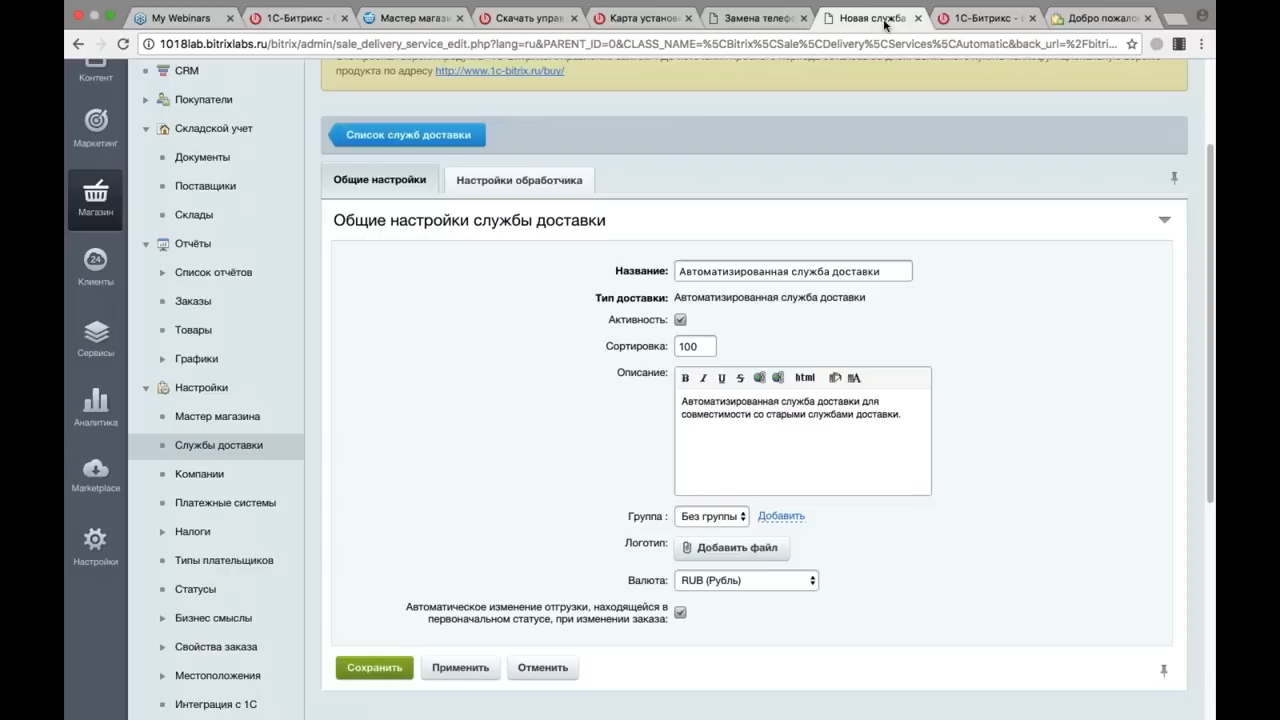 My Webinars
1С-Битрикс - С
Мастер магази
Скачать управ
Карта установ
Замена телеф
Новая служба
1С-Битрикс -
Добро пожало
1018lab.bitrixlabs.ru/bitrix/admin/sale_delivery_service_edit.php?lang=ru&PARENT_ID=0&CLASS_NAME=%5CBitrix%5CSale%5CDelivery%5CServices%5CAutomatic&back_url=%2Fbitri...
продукта по адресу http://www.1c-bitrix.ru/buy/
Контент
Маркетинг
Магазин
24
Клиенты
Сервисы
Аналитика
Marketplace
Настройки
CRM
Покупатели
Складской учет
Документы
Поставщики
Склады
Отчёты
Список отчётов
Заказы
Товары
Графики
Настройки
Мастер магазина
Службы доставки
Компании
Платежные системы
Налоги
Типы плательщиков
Статусы
Бизнес смыслы
Свойства заказа
Местоположения
Интеграция с 1С
Список служб доставки
Общие настройки
Настройки обработчика
Общие настройки службы доставки
Название: Автоматизированная служба доставки
Тип доставки: Автоматизированная служба доставки
Активность:
Сортировка: 100
Описание:
B I U S html
Автоматизированная служба доставки для
совместимости со старыми службами доставки.
Группа : Без группы Добавить
Логотип: Добавить файл
Валюта: RUB (Рубль)
Автоматическое изменение отгрузки, находящейся в
первоначальном статусе, при изменении заказа:
Сохранить Применить Отменить